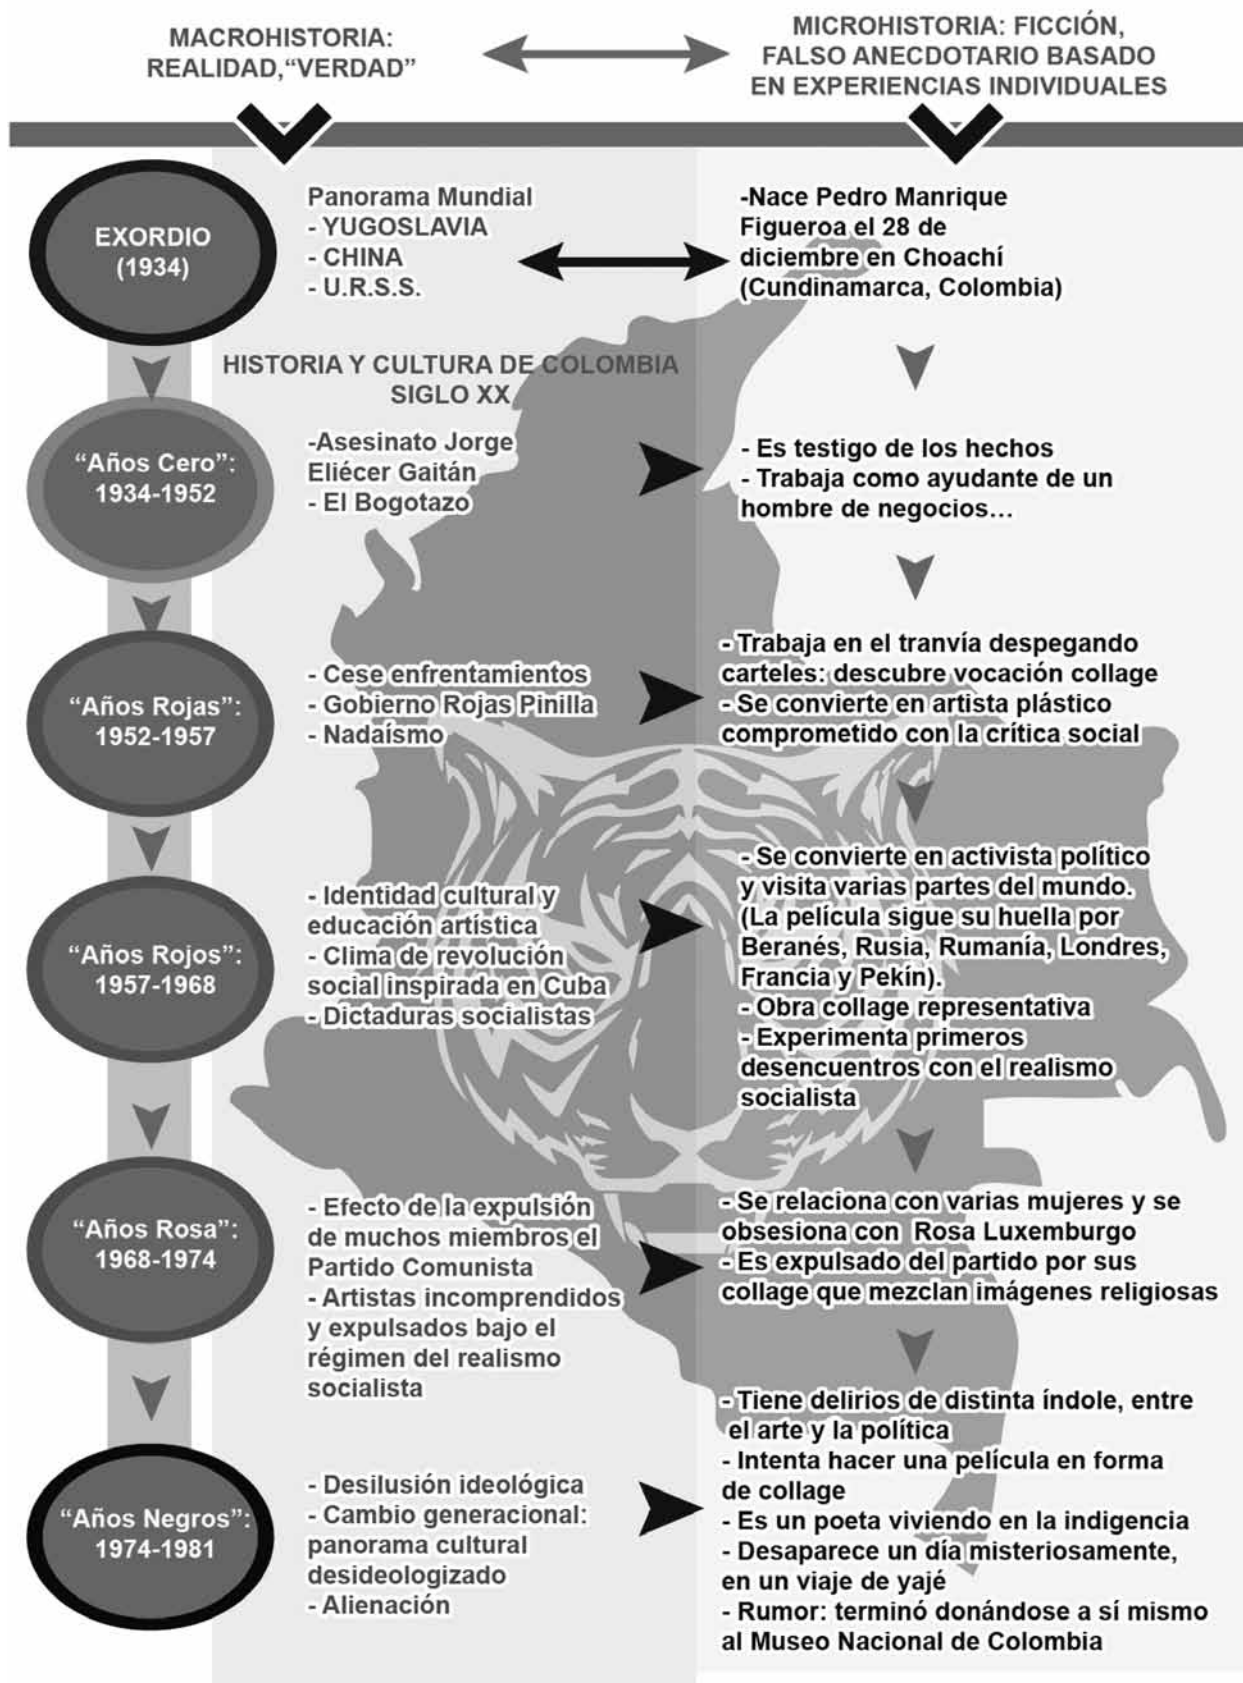 MACROHISTORIA:
REALIDAD,“VERDAD”
MICROHISTORIA: FICCIÓN,
FALSO ANECDOTARIO BASADO
EN EXPERIENCIAS INDIVIDUALES
EXORDIO
(1934)
Panorama Mundial
- YUGOSLAVIA
- CHINA
- U.R.S.S.
-Nace Pedro Manrique
Figueroa el 28 de
diciembre en Choachí
(Cundinamarca, Colombia)
HISTORIA Y CULTURA DE COLOMBIA
SIGLO XX
“Años Cero”:
1934-1952
-Asesinato Jorge
Eliécer Gaitán
- El Bogotazo
- Es testigo de los hechos
- Trabaja como ayudante de un
hombre de negocios…
“Años Rojas”:
1952-1957
- Cese enfrentamientos
- Gobierno Rojas Pinilla
- Nadaísmo
- Trabaja en el tranvía despegando
carteles: descubre vocación collage
- Se convierte en artista plástico
comprometido con la crítica social
“Años Rojos”:
1957-1968
- Identidad cultural y
educación artística
- Clima de revolución
social inspirada en Cuba
- Dictaduras socialistas
- Se convierte en activista político
y visita varias partes del mundo.
(La película sigue su huella por
Beranés, Rusia, Rumanía, Londres,
Francia y Pekín).
- Obra collage representativa
- Experimenta primeros
desencuentros con el realismo
socialista
“Años Rosa”:
1968-1974
- Efecto de la expulsión
de muchos miembros el
Partido Comunista
- Artistas incomprendidos
y expulsados bajo el
régimen del realismo
socialista
- Se relaciona con varias mujeres y se
obsesiona con Rosa Luxemburgo
- Es expulsado del partido por sus
collage que mezclan imágenes religiosas
“Años Negros”:
1974-1981
- Desilusión ideológica
- Cambio generacional:
panorama cultural
desideologizado
- Alienación
- Tiene delirios de distinta índole, entre
el arte y la política
- Intenta hacer una película en forma
de collage
- Es un poeta viviendo en la indigencia
- Desaparece un día misteriosamente,
en un viaje de yajé
- Rumor: terminó donándose a sí mismo
al Museo Nacional de Colombia